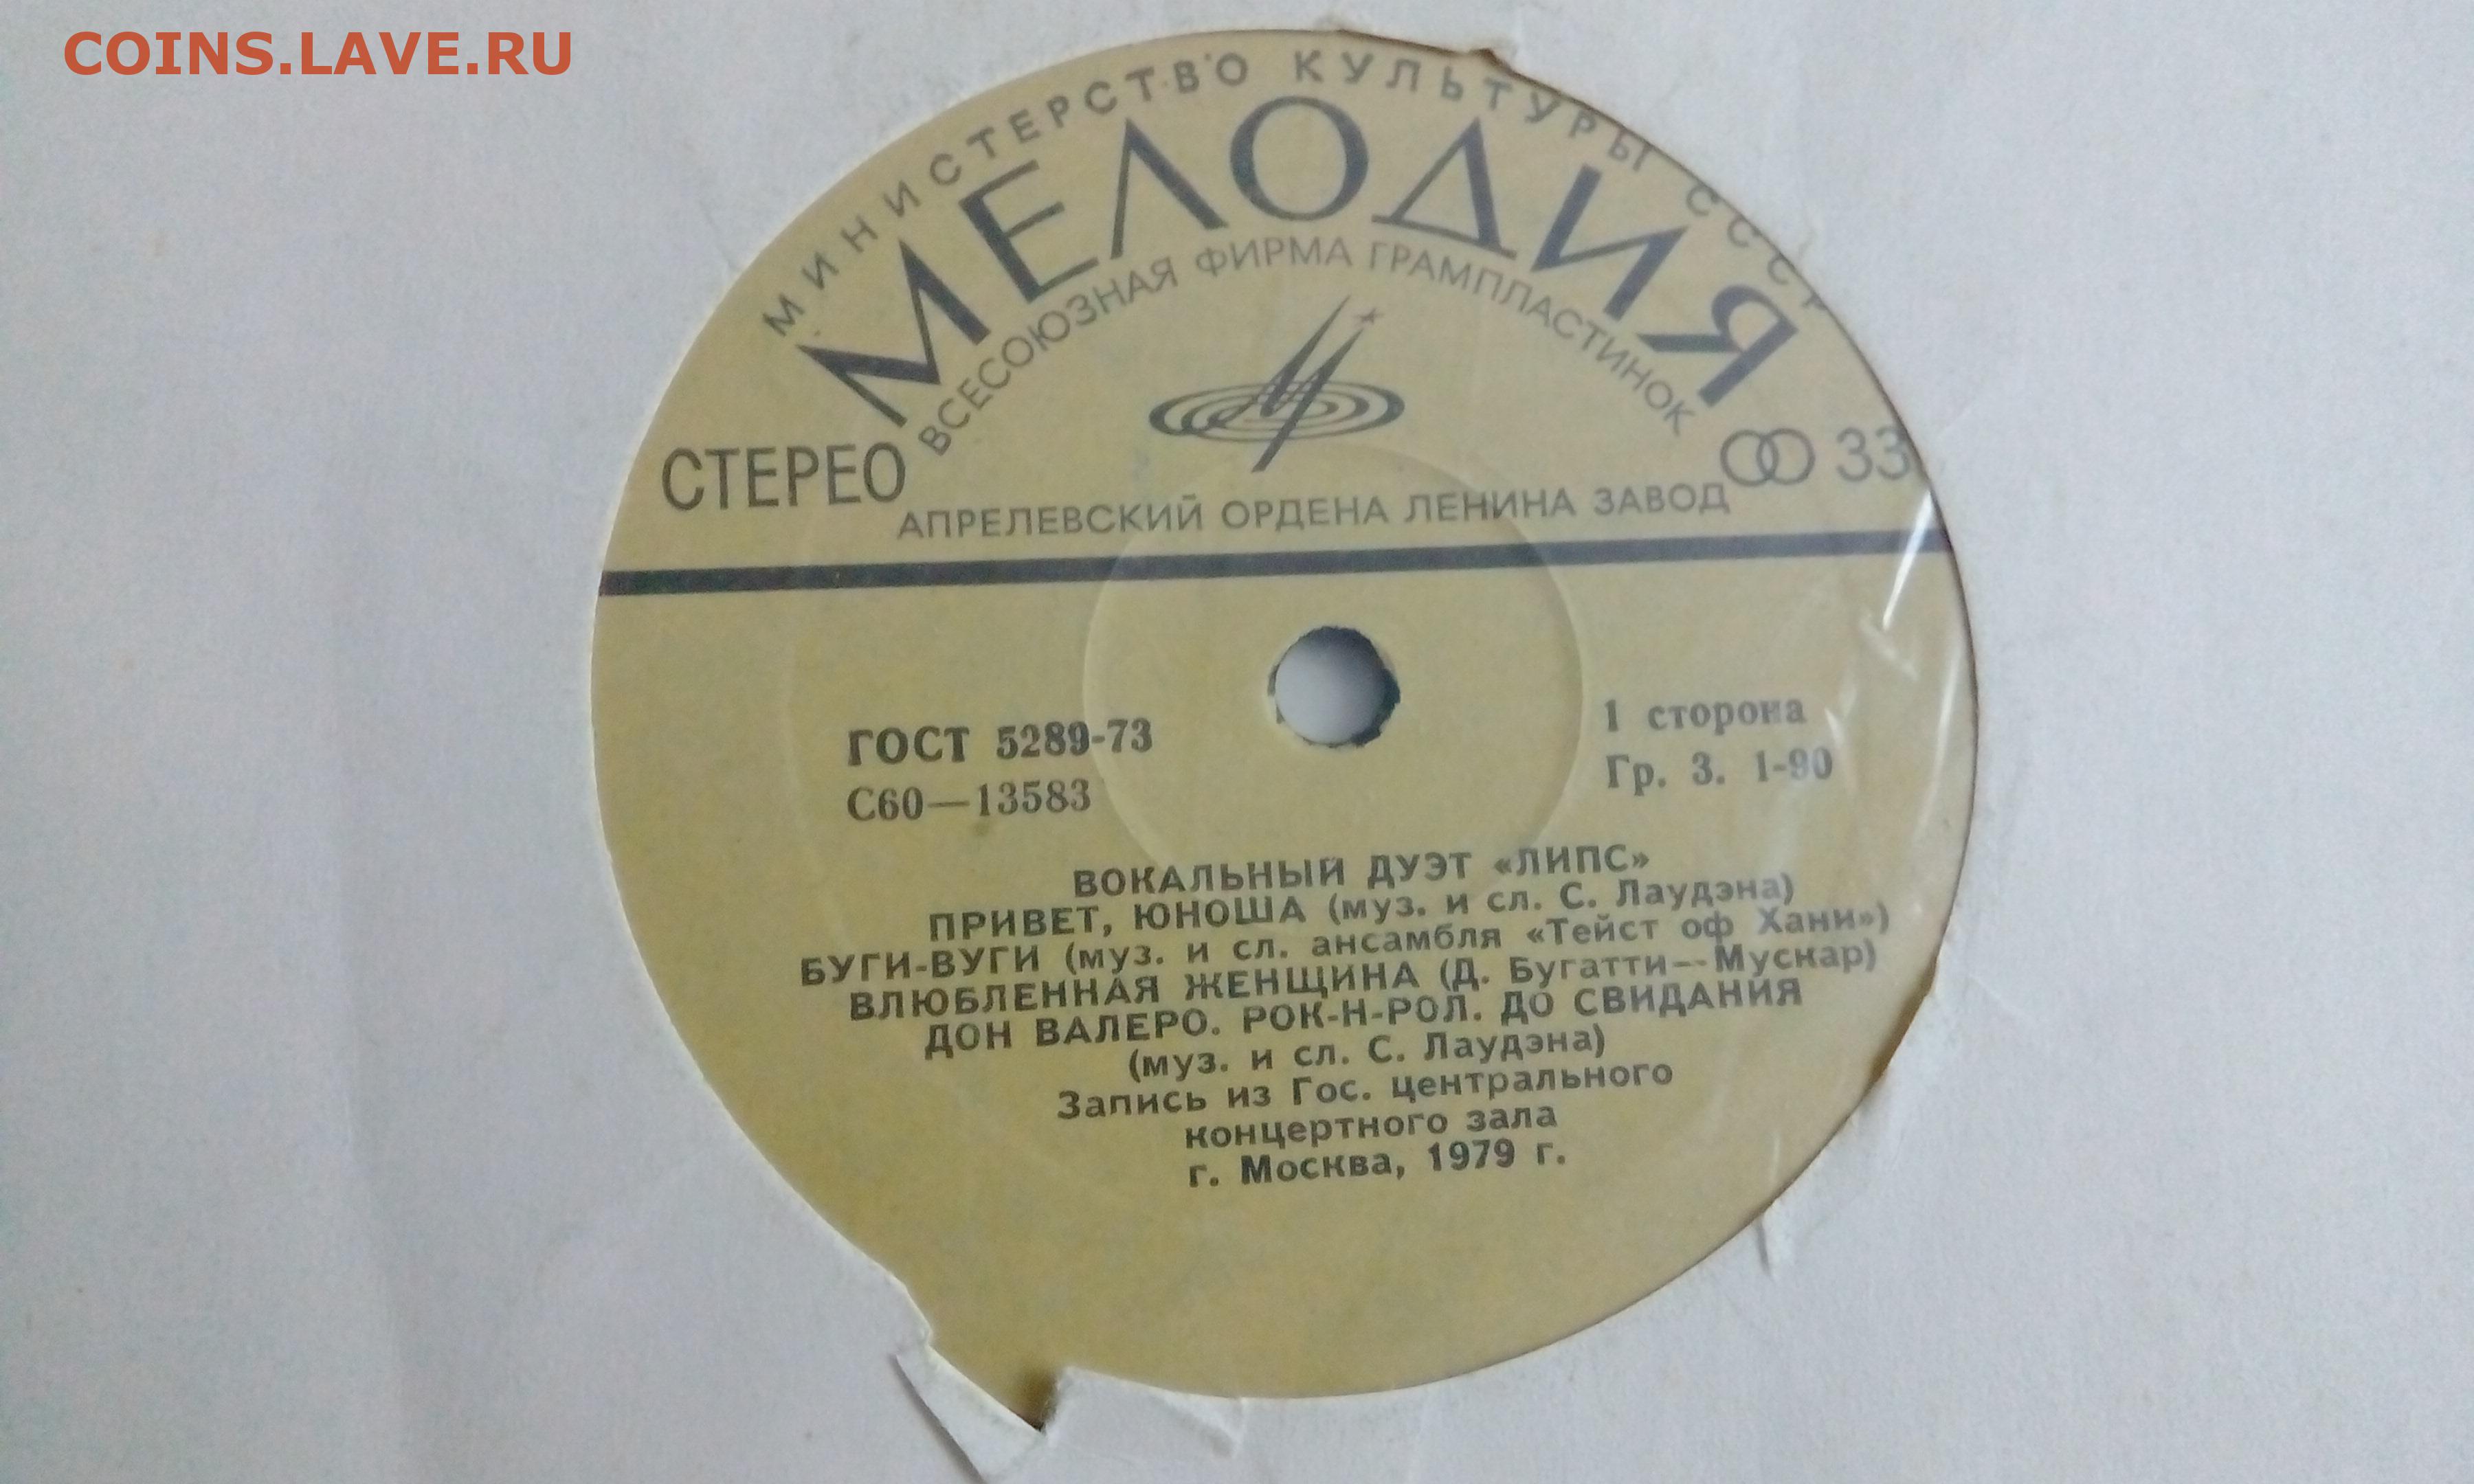 COINS.LAVE.RU
МИНИСТЕРСТВО КУЛЬТУРЫ СССР
МЕЛОДИЯ
ВСЕСОЮЗНАЯ ФИРМА ГРАМПЛАСТИНОК
СТЕРЕО
33
АПРЕЛЕВСКИЙ ОРДЕНА ЛЕНИНА ЗАВОД
ГОСТ 5289-73
С60—13583
1 сторона
Гр. 3. 1-90
ВОКАЛЬНЫЙ ДУЭТ «ЛИПС»
ПРИВЕТ, ЮНОША (муз. и сл. С. Лаудэна)
БУГИ-ВУГИ (муз. и сл. ансамбля «Тейст оф Хани»)
ВЛЮБЛЕННАЯ ЖЕНЩИНА (Д. Бугатти—Мускар)
ДОН ВАЛЕРО. РОК-Н-РОЛ. ДО СВИДАНИЯ
(муз. и сл. С. Лаудэна)
Запись из Гос. центрального
концертного зала
г. Москва, 1979 г.